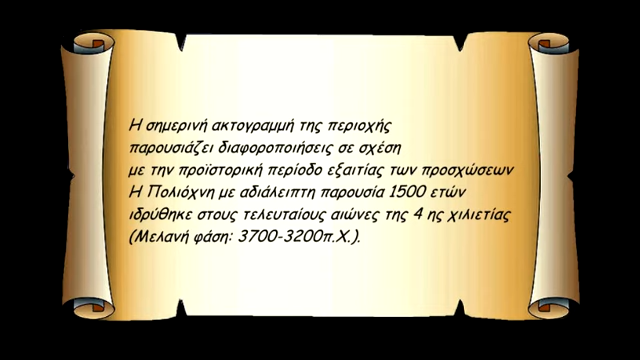 Η σημερινή ακτογραμμή της περιοχής
παρουσιάζει διαφοροποιήσεις σε σχέση
με την προϊστορική περίοδο εξαιτίας των προσχώσεων
Η Πολιόχνη με αδιάλειπτη παρουσία 1500 ετών
ιδρύθηκε στους τελευταίους αιώνες της 4 ης χιλιετίας
(Μελανή φάση: 3700-3200π.Χ.).